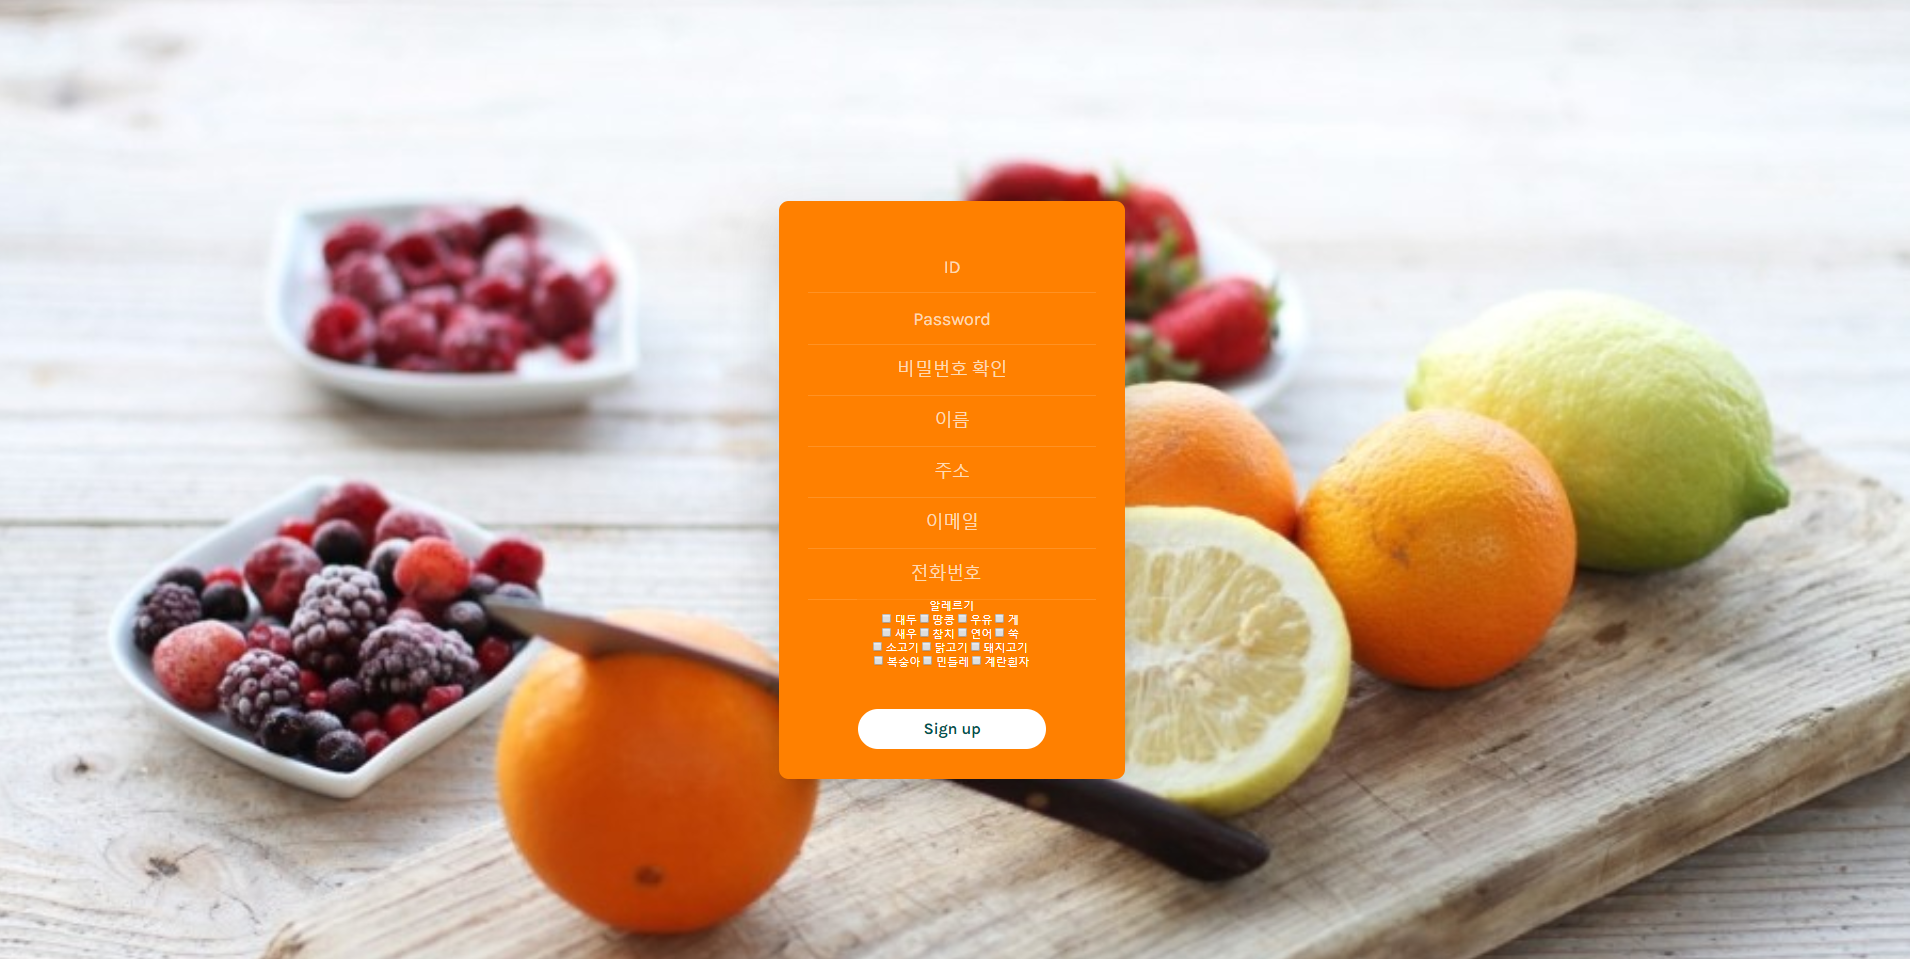 ID
Password
비밀번호 확인
이름
주소
이메일
전화번호
알레르기
대두 땅콩 우유 게
새우 참치 연어 쑥
소고기 닭고기 돼지고기
복숭아 민들레 계란흰자
Sign up